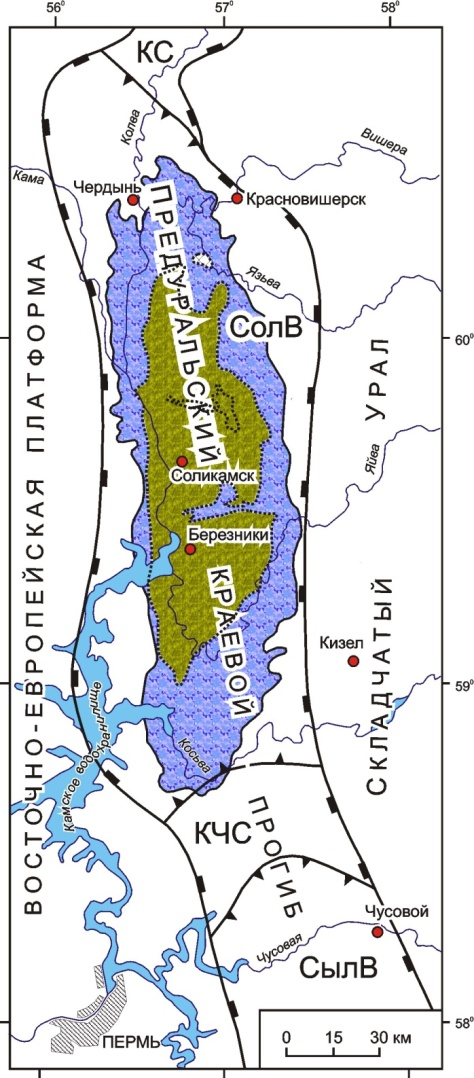 56°
57°
58°
КС
Колва
Вишера
Кама
Чердынь
Красновишерск
ПРЕДУРАЛЬСКИЙ
Язьва
СолВ
60°
УРАЛ
ВОСТОЧНО-ЕВРОПЕЙСКАЯ ПЛАТФОРМА
Яйва
Соликамск
Березники
КРАЕВОЙ
СКЛАДЧАТЫЙ
Кизел
59°
Камское водохранилище
Косьва
КЧС
ПРОГИБ
Чусовой
Чусовая
СылВ
58°
ПЕРМЬ
0 15 30 км